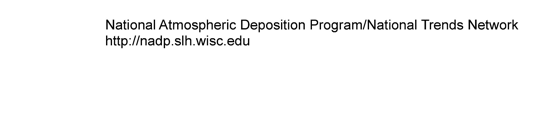 National Atmospheric Deposition Program/National Trends Network
http://nadp.slh.wisc.edu